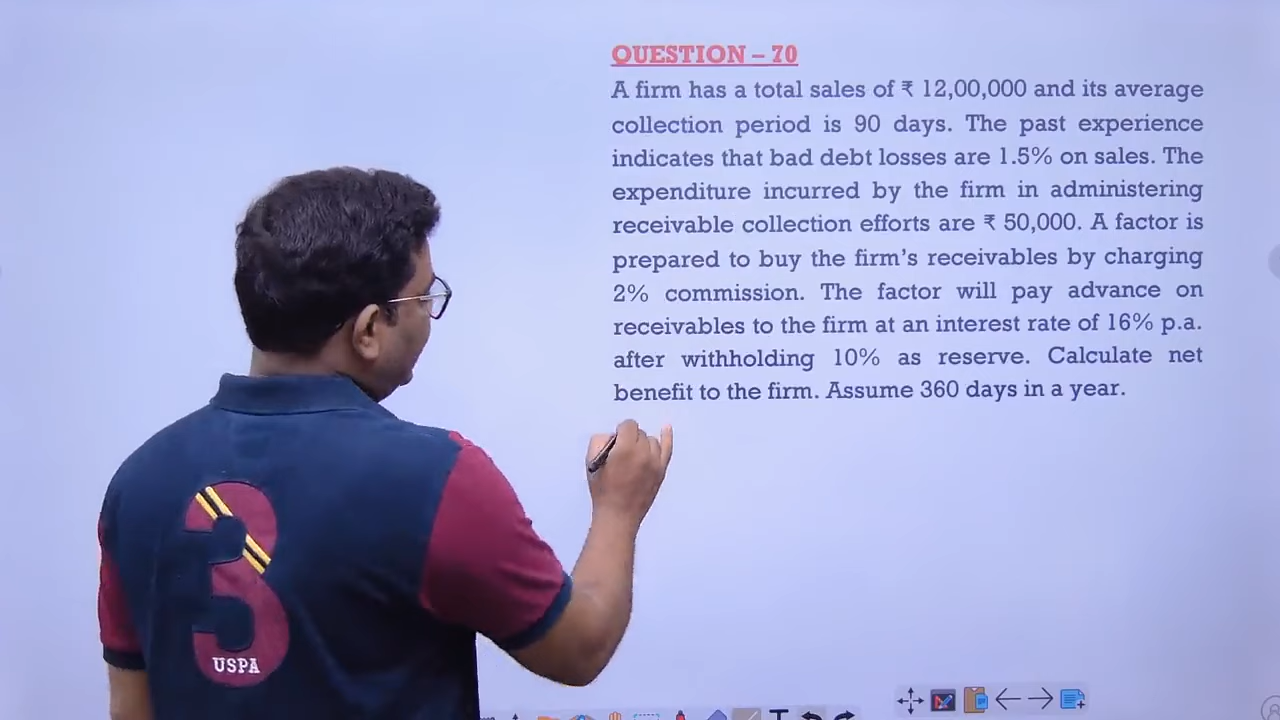 QUESTION – 70
A firm has a total sales of ₹ 12,00,000 and its average
collection period is 90 days. The past experience
indicates that bad debt losses are 1.5% on sales. The
expenditure incurred by the firm in administering
receivable collection efforts are ₹ 50,000. A factor is
prepared to buy the firm's receivables by charging
2% commission. The factor will pay advance on
receivables to the firm at an interest rate of 16% p.a.
after withholding 10% as reserve. Calculate net
benefit to the firm. Assume 360 days in a year.
3
USPA